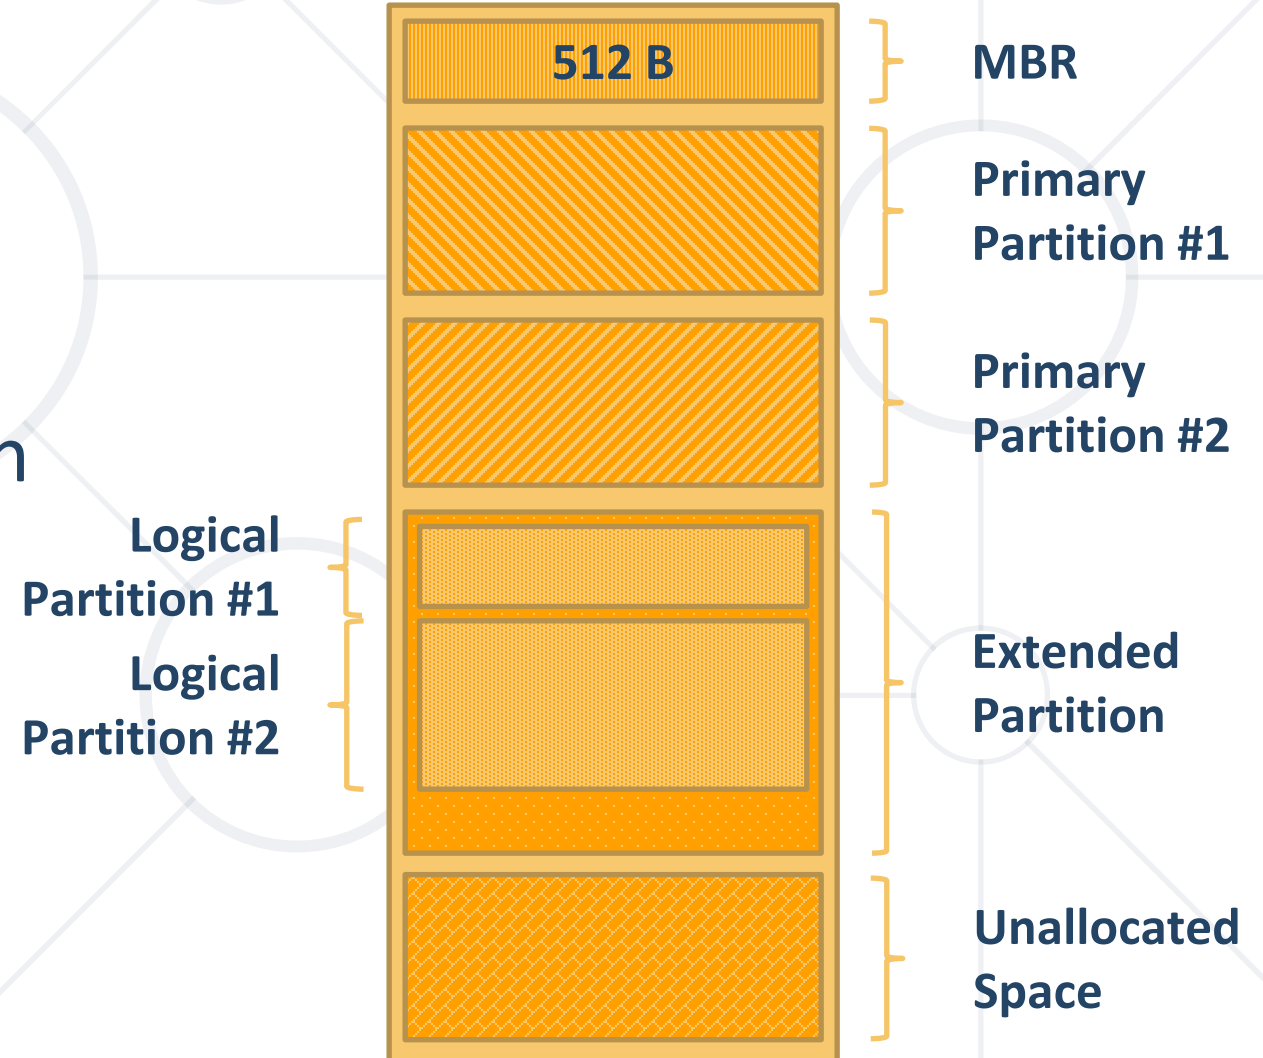 512 B
MBR
Primary
Partition #1
Primary
Partition #2
n
Logical
Partition #1
Logical
Partition #2
Extended
Partition
Unallocated
Space